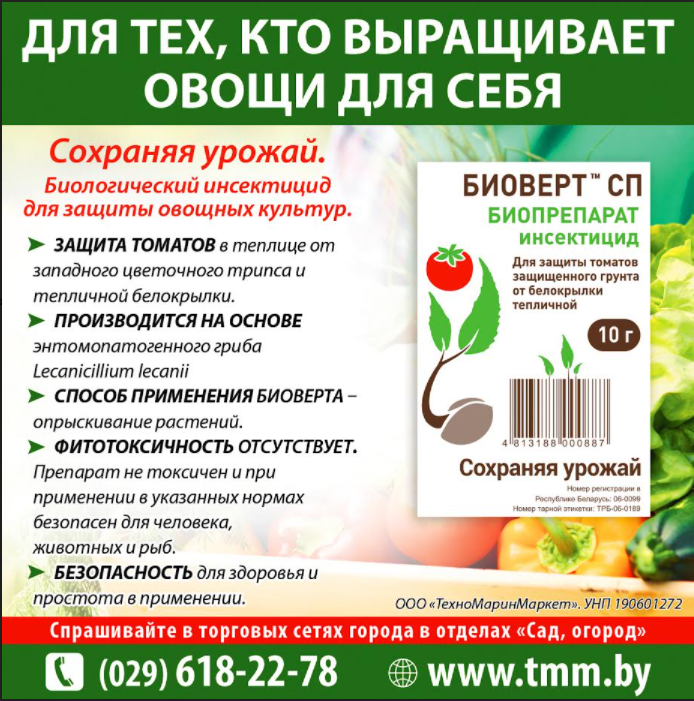 ДЛЯ ТЕХ, КТО ВЫРАЩИВАЕТ
ОВОЩИ ДЛЯ СЕБЯ
Сохраняя урожай.
Биологический инсектицид
для защиты овощных культур.
➤ ЗАЩИТА ТОМАТОВ в теплице от
западного цветочного трипса и
тепличной белокрылки.
➤ ПРОИЗВОДИТСЯ НА ОСНОВЕ
энтомопатогенного гриба
Lecanicillium lecanii
➤ СПОСОБ ПРИМЕНЕНИЯ БИОВЕРТА –
опрыскивание растений.
➤ ФИТОТОКСИЧНОСТЬ ОТСУТСТВУЕТ.
Препарат не токсичен и при
применении в указанных нормах
безопасен для человека,
животных и рыб.
➤ БЕЗОПАСНОСТЬ для здоровья и
простота в применении.
БИОВЕРТ™ СП
БИОПРЕПАРАТ
инсектицид
Для защиты томатов
защищенного грунта
от белокрылки
тепличной
10 г
4 813188 000887
Сохраняя урожай
Номер регистрации в
Республике Беларусь: 06-0099
Номер тарной этикетки: ТРБ-06-0189
ООО «ТехноМаринМаркет». УНП 190601272
Спрашивайте в торговых сетях города в отделах «Сад, огород»
(029) 618-22-78
www.tmm.by